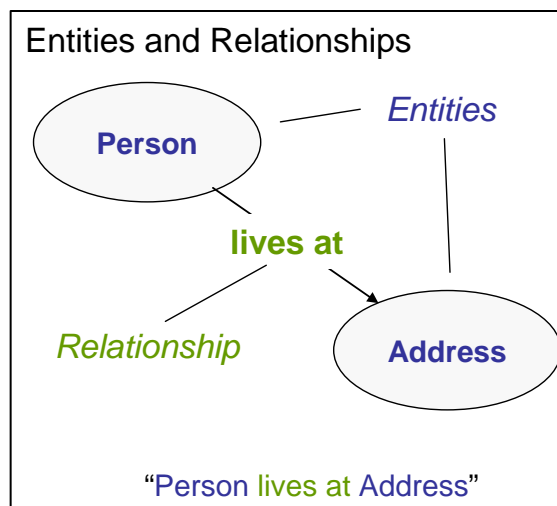 Entities and Relationships
Entities
Person
lives at
Relationship
Address
“Person lives at Address”